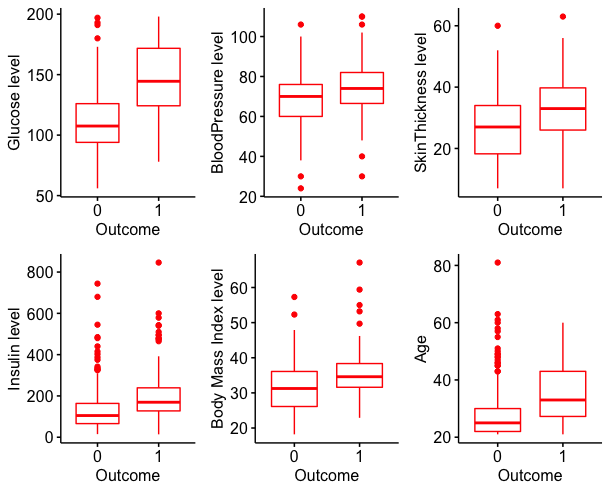 Glucose level
200
150
100
50
0 1
Outcome
BloodPressure level
100
80
60
40
20
0 1
Outcome
SkinThickness level
60
40
20
0 1
Outcome
Insulin level
800
600
400
200
0
0 1
Outcome
Body Mass Index level
60
50
40
30
20
0 1
Outcome
Age
80
60
40
20
0 1
Outcome